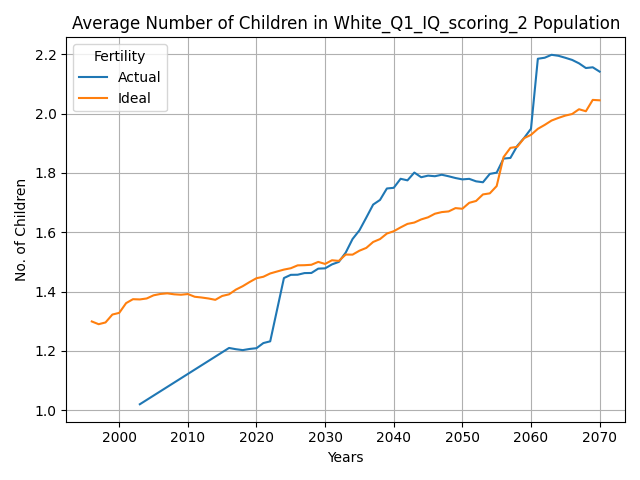 Average Number of Children in White_Q1_IQ_scoring_2 Population
Fertility
Actual
Ideal
No. of Children
2.2
2.0
1.8
1.6
1.4
1.2
1.0
2000 2010 2020 2030 2040 2050 2060 2070
Years